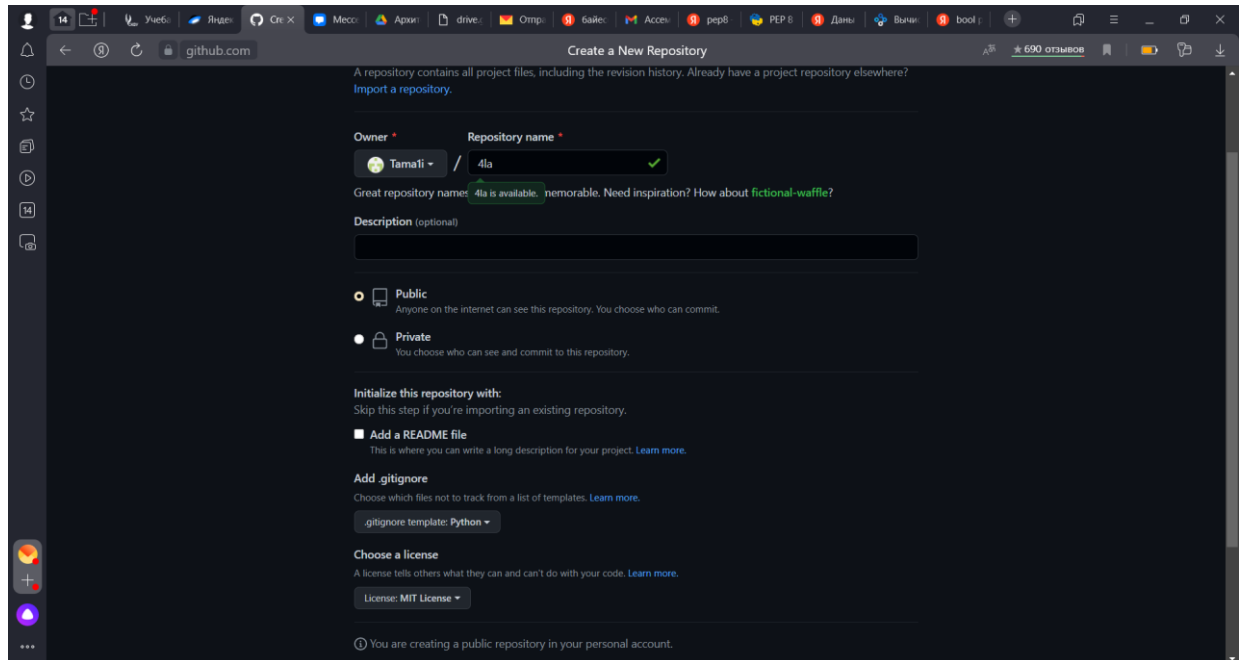 14
Учеба
Яндек
Cre
Мессе
Архит
drive.g
Отпра
байес
Ассем
pep8 -
PEP 8
Даны
Вычис
bool p
github.com
Create a New Repository
★ 690 отзывов
A repository contains all project files, including the revision history. Already have a project repository elsewhere?
Import a repository.
Owner *
Repository name *
Tama1i
/
4la
Great repository names
4la is available.
memorable. Need inspiration? How about fictional-waffle?
Description (optional)
Public
Anyone on the internet can see this repository. You choose who can commit.
14
Private
You choose who can see and commit to this repository.
Initialize this repository with:
Skip this step if you're importing an existing repository.
Add a README file
This is where you can write a long description for your project. Learn more.
Add .gitignore
Choose which files not to track from a list of templates. Learn more.
.gitignore template: Python
Choose a license
A license tells others what they can and can't do with your code. Learn more.
License: MIT License
You are creating a public repository in your personal account.